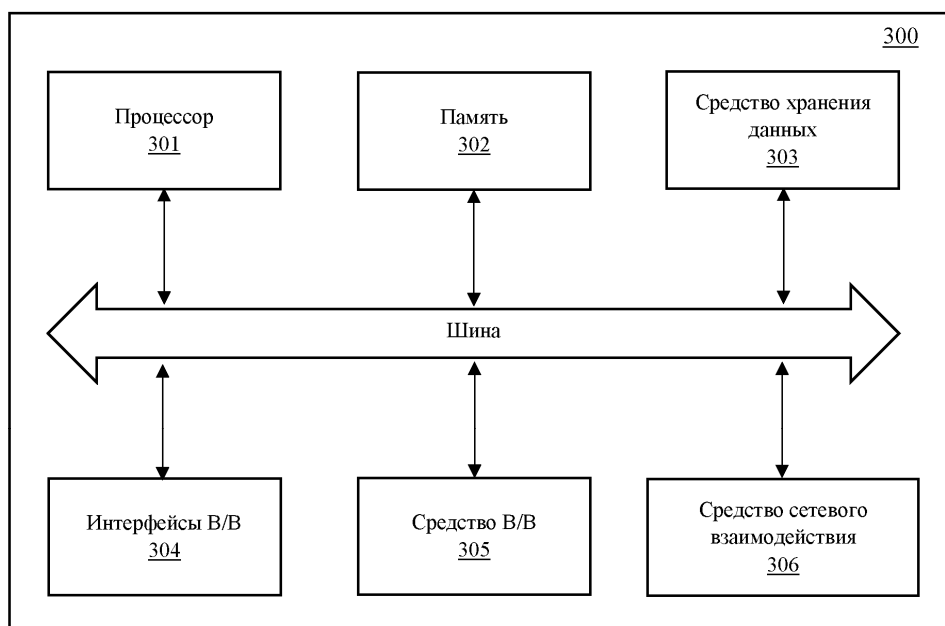 300
Процессор
301
Память
302
Средство хранения
данных
303
Шина
Интерфейсы В/В
304
Средство В/В
305
Средство сетевого
взаимодействия
306